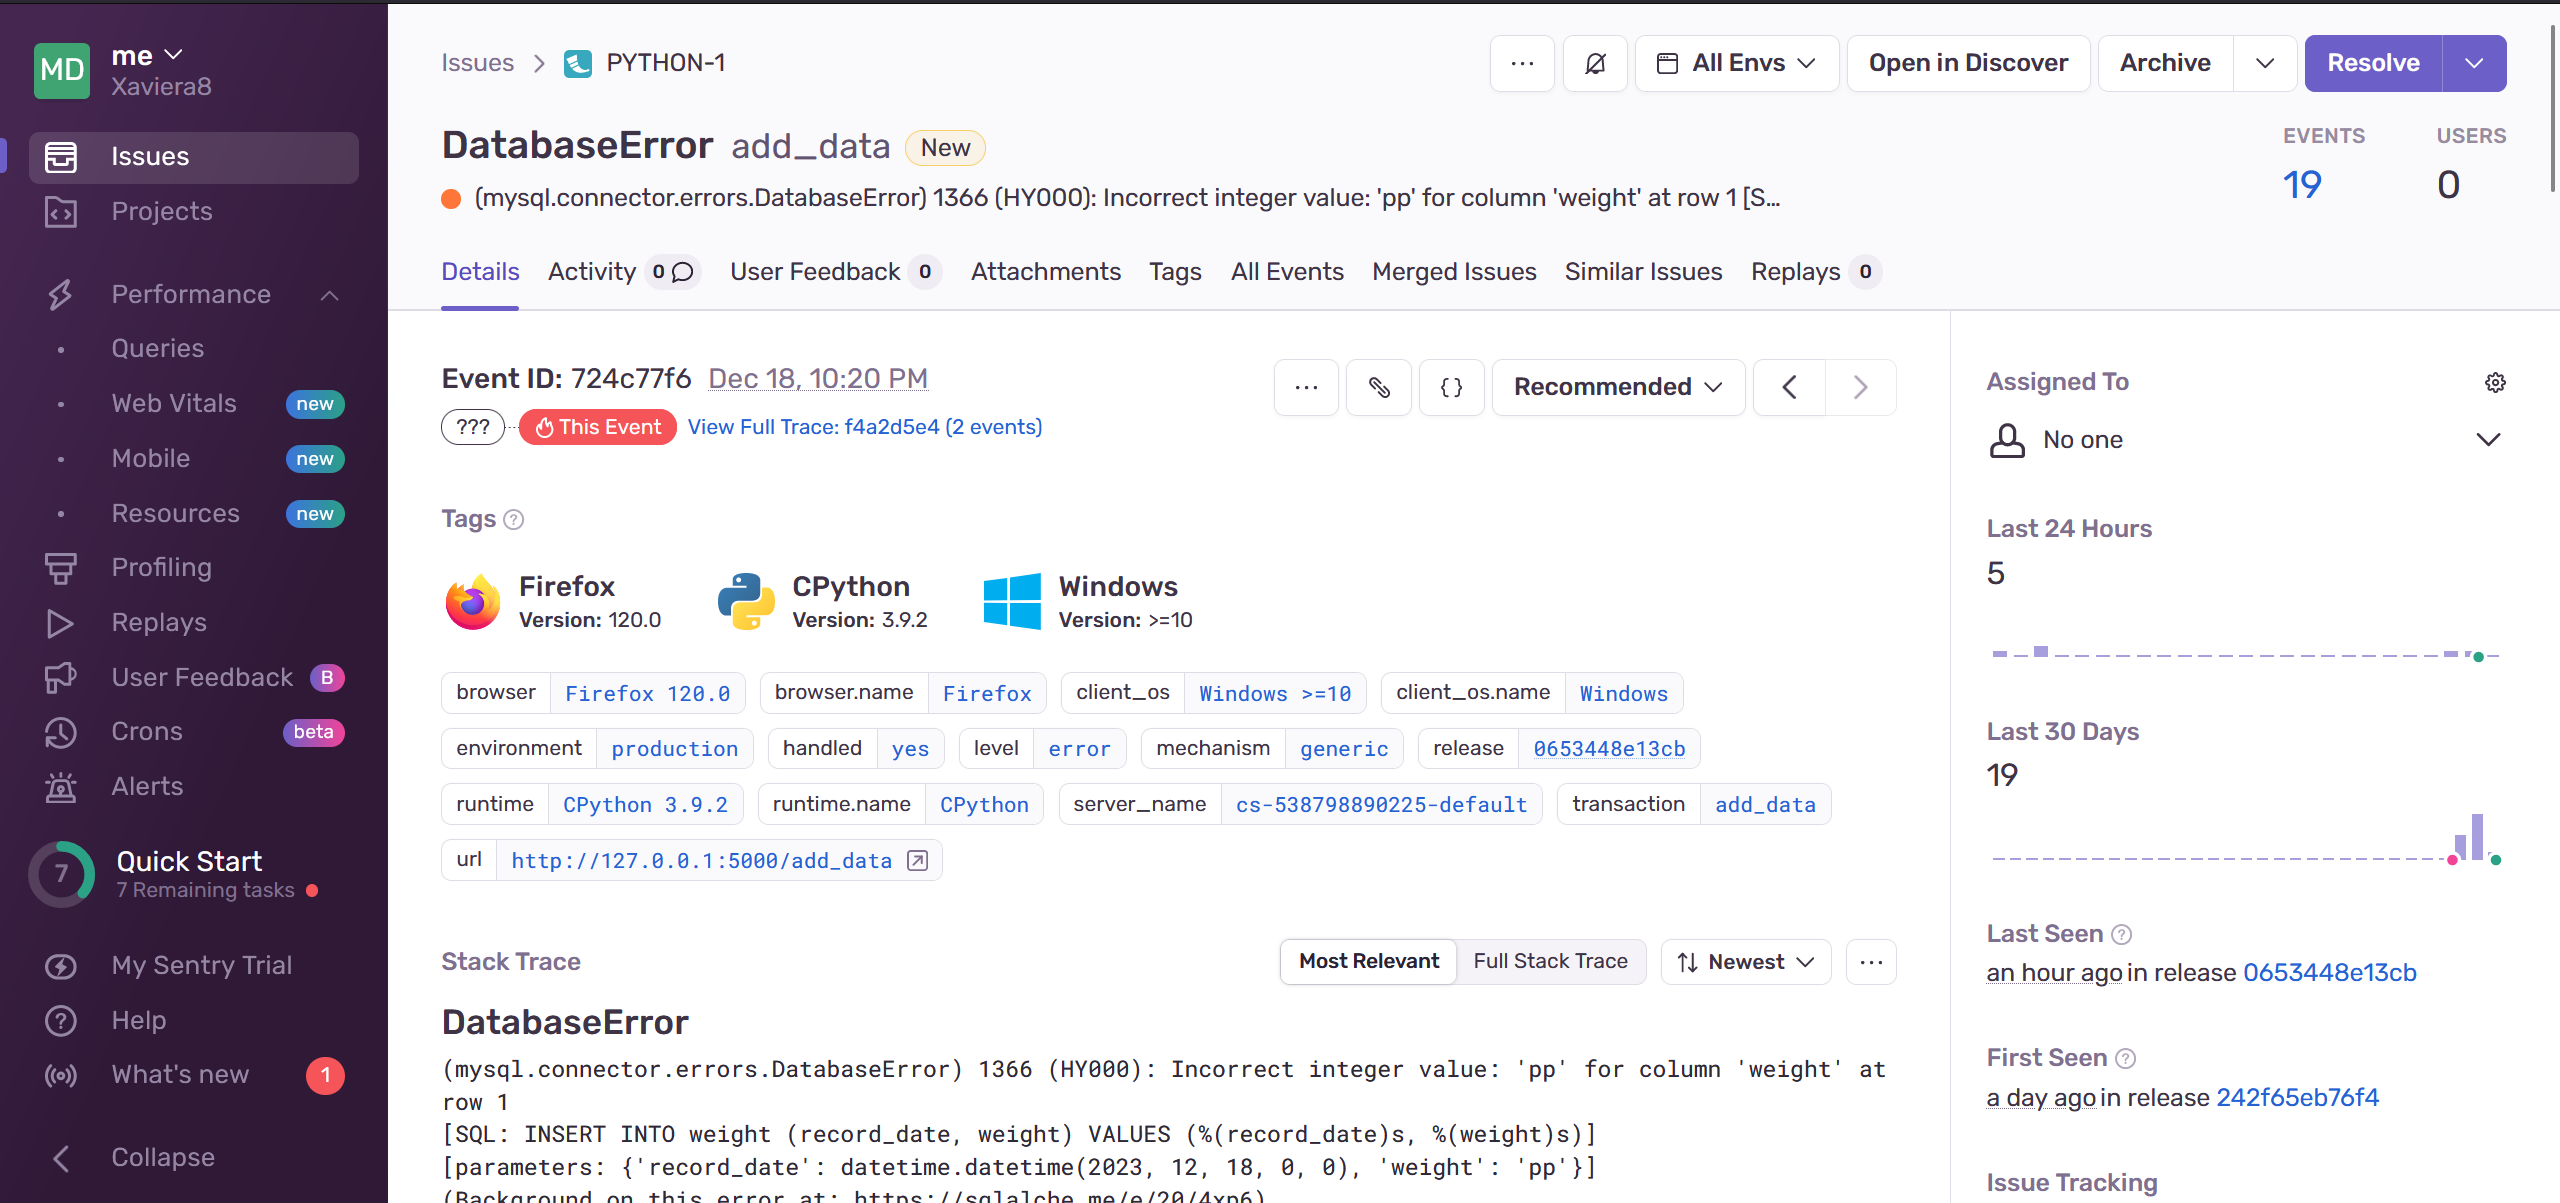 MD
me
Xaviera8
Issues
Projects
Performance
Queries
Web Vitals new
Mobile new
Resources new
Profiling
Replays
User Feedback B
Crons beta
Alerts
7
Quick Start
7 Remaining tasks
My Sentry Trial
Help
What's new 1
Collapse
Issues > PYTHON-1
... All Envs Open in Discover Archive Resolve
DatabaseError add_data New
EVENTS USERS
19 0
(mysql.connector.errors.DatabaseError) 1366 (HY000): Incorrect integer value: 'pp' for column 'weight' at row 1 [S...
Details Activity 0 User Feedback 0 Attachments Tags All Events Merged Issues Similar Issues Replays 0
Event ID: 724c77f6 Dec 18, 10:20 PM
... {} Recommended
??? This Event View Full Trace: f4a2d5e4 (2 events)
Tags ?
Firefox
Version: 120.0
CPython
Version: 3.9.2
Windows
Version: >=10
browser Firefox 120.0 browser.name Firefox client_os Windows >=10 client_os.name Windows
environment production handled yes level error mechanism generic release 0653448e13cb
runtime CPython 3.9.2 runtime.name CPython server_name cs-538798890225-default transaction add_data
url http://127.0.0.1:5000/add_data
Stack Trace Most Relevant Full Stack Trace Newest ...
DatabaseError
(mysql.connector.errors.DatabaseError) 1366 (HY000): Incorrect integer value: 'pp' for column 'weight' at
row 1
[SQL: INSERT INTO weight (record_date, weight) VALUES (%(record_date)s, %(weight)s)]
[parameters: {'record_date': datetime.datetime(2023, 12, 18, 0, 0), 'weight': 'pp'}]
(Background on this error at: https://sqlalche.me/e/20/4xp6)
Assigned To
No one
Last 24 Hours
5
Last 30 Days
19
Last Seen ?
an hour ago in release 0653448e13cb
First Seen ?
a day ago in release 242f65eb76f4
Issue Tracking